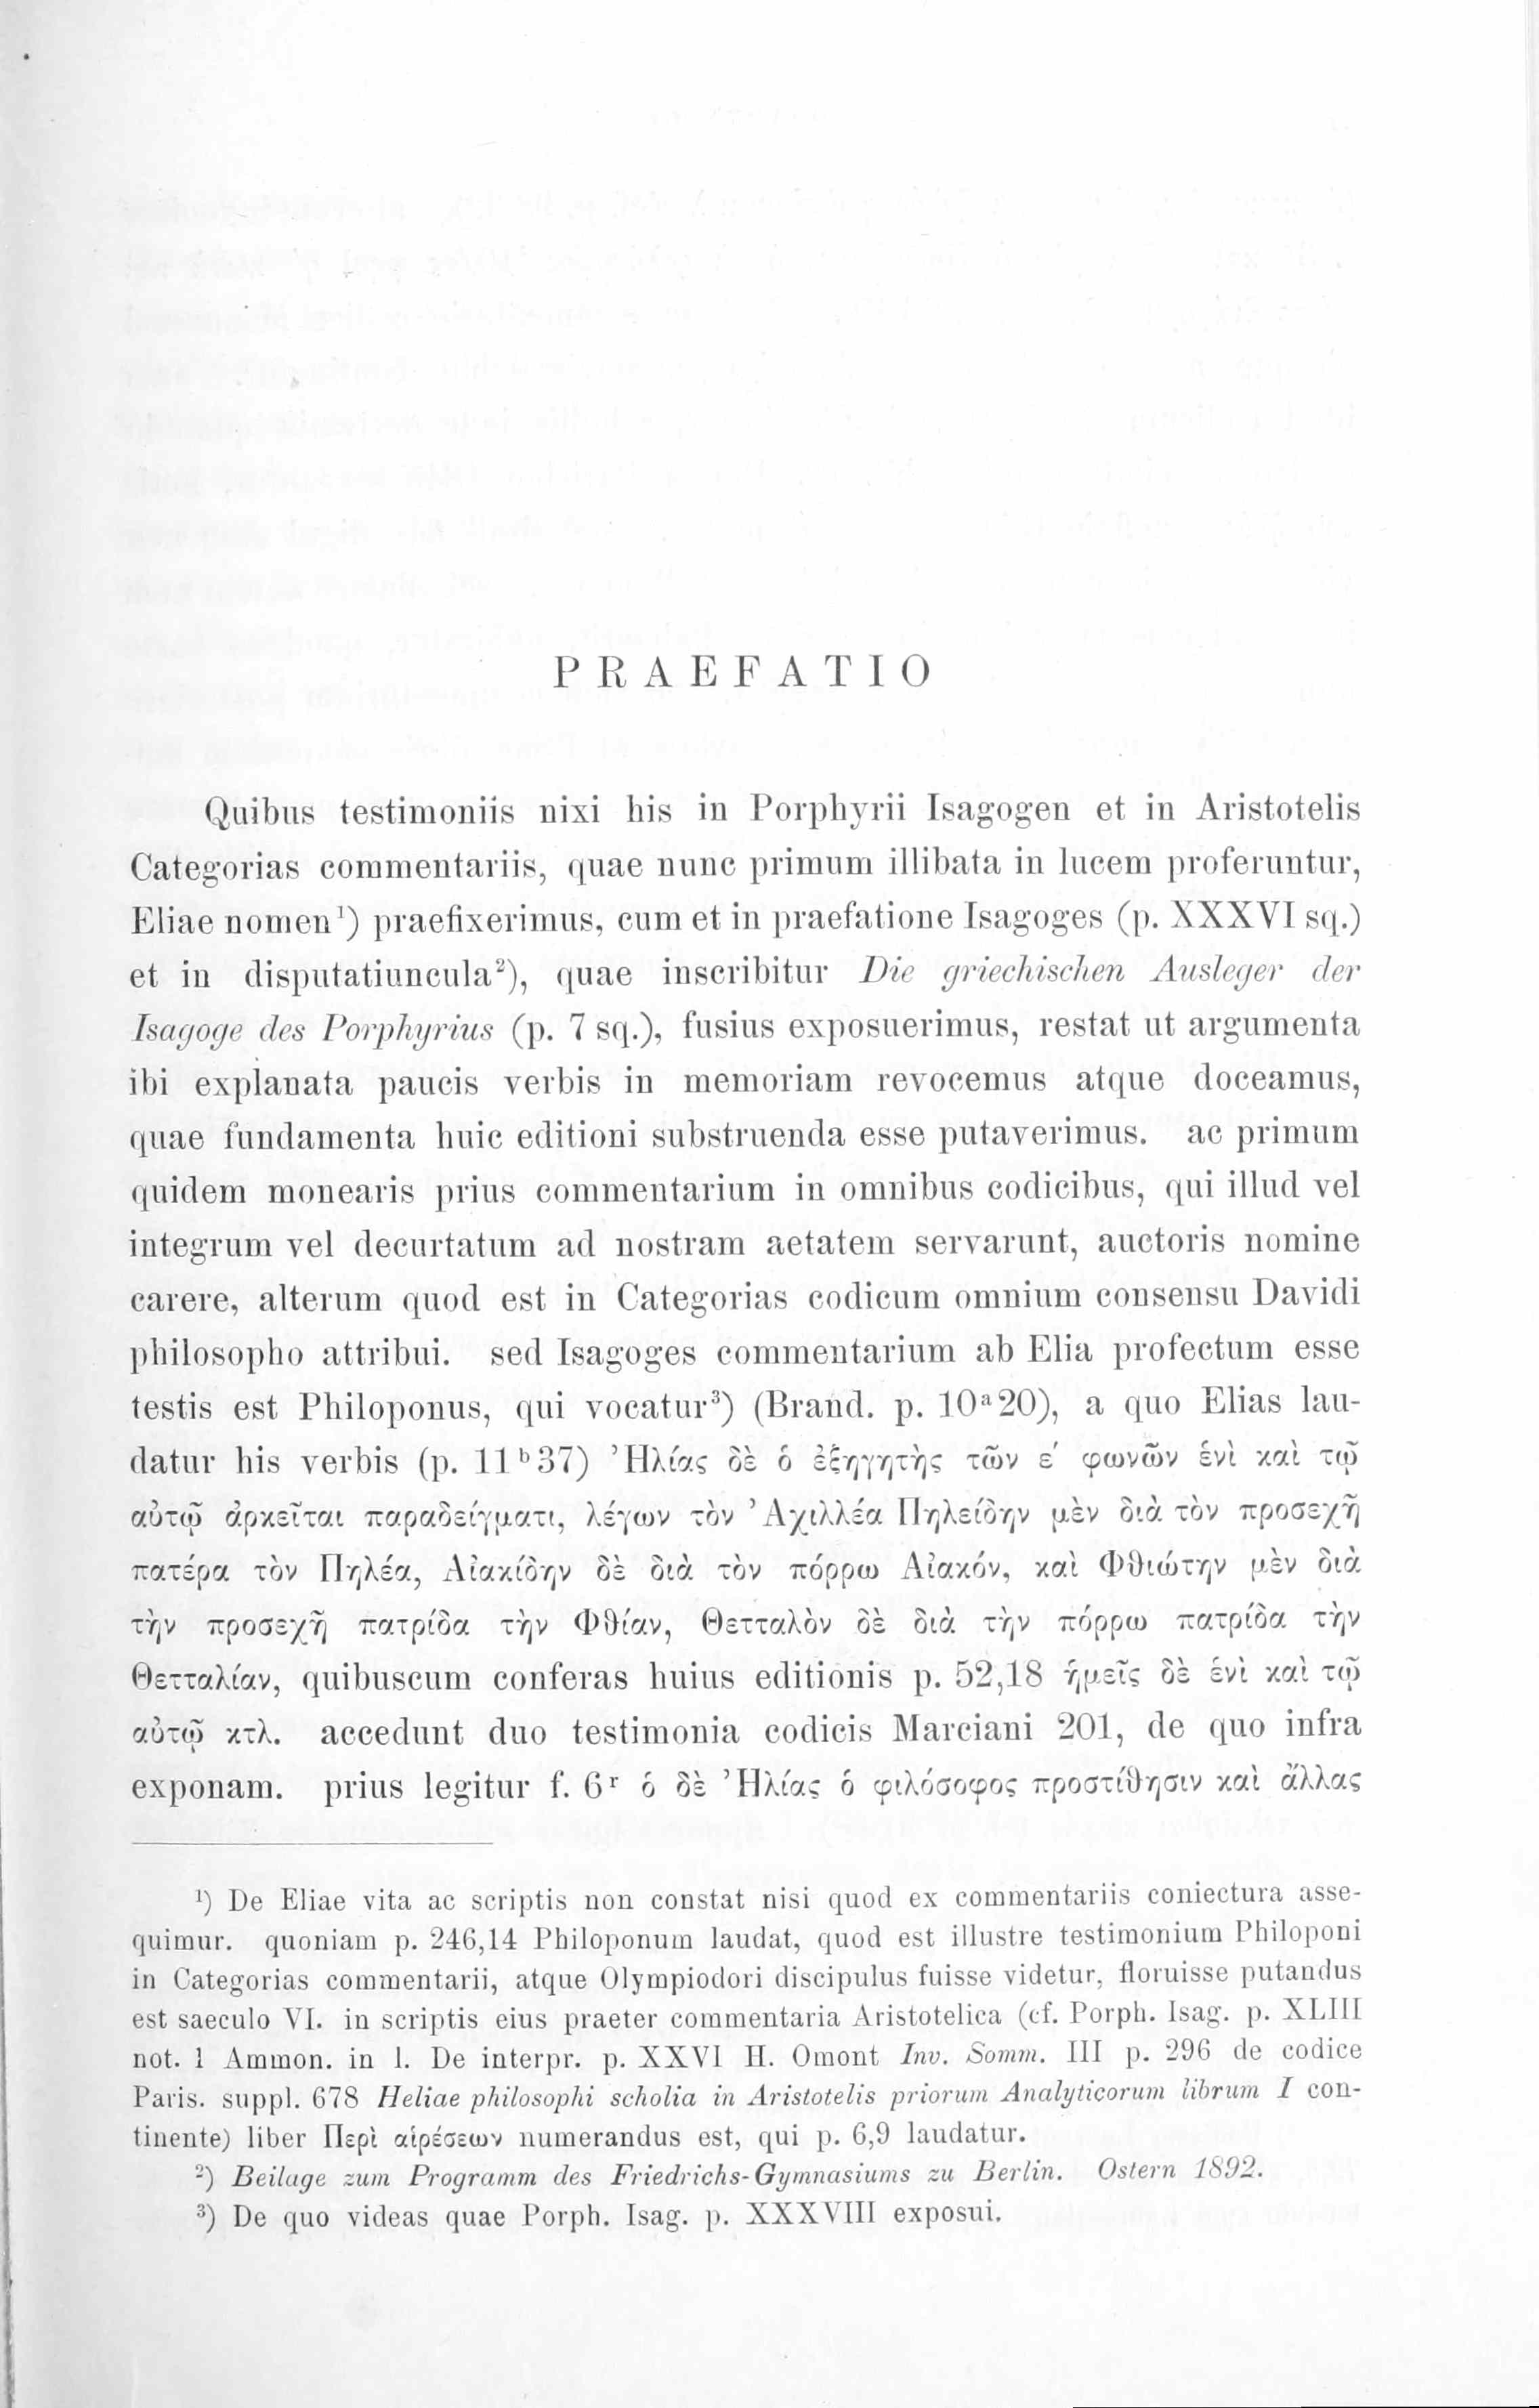 PRAEFATIO
Quibus testimoniis nixi his in Porphyrii Isagogen et in Aristotelis
Categorias commentariis, quae nunc primum illibata in lucem proferuntur,
Eliae nomen¹) praefixerimus, cum et in praefatione Isagoges (p. XXXVI sq.)
et in disputatiuncula²), quae inscribitur Die griechischen Ausleger der
Isagoge des Porphyrius (p. 7 sq.), fusius exposuerimus, restat ut argumenta
ibi explanata paucis verbis in memoriam revocemus atque doceamus,
quae fundamenta huic editioni substruenda esse putaverimus. ac primum
quidem monearis prius commentarium in omnibus codicibus, qui illud vel
integrum vel decurtatum ad nostram aetatem servarunt, auctoris nomine
carere, alterum quod est in Categorias codicum omnium consensu Davidi
philosopho attribui. sed Isagoges commentarium ab Elia profectum esse
testis est Philoponus, qui vocatur³) (Brand. p. 10ᵃ20), a quo Elias lau-
datur his verbis (p. 11ᵇ37) Ἠλίας δὲ ὁ ἐξηγητὴς τῶν ε΄ φωνῶν ἑνὶ καὶ τῷ
αὐτῷ ἀρκεῖται παραδείγματι, λέγων τὸν Ἀχιλλέα Πηλείδην μὲν διὰ τὸν προσεχῆ
πατέρα τὸν Πηλέα, Αἰακίδην δὲ διὰ τὸν πόρρω Αἰακόν, καὶ Φθιώτην μὲν διὰ
τὴν προσεχῆ πατρίδα τὴν Φθίαν, Θετταλὸν δὲ διὰ τὴν πόρρω πατρίδα τὴν
Θετταλίαν, quibuscum conferas huius editionis p. 52,18 ἡμεῖς δὲ ἑνὶ καὶ τῷ
αὐτῷ κτλ. accedunt duo testimonia codicis Marciani 201, de quo infra
exponam. prius legitur f. 6ʳ ὁ δὲ Ἠλίας ὁ φιλόσοφος προστίθησιν καὶ ἄλλας
¹) De Eliae vita ac scriptis non constat nisi quod ex commentariis coniectura asse-
quimur. quoniam p. 246,14 Philoponum laudat, quod est illustre testimonium Philoponi
in Categorias commentarii, atque Olympiodori discipulus fuisse videtur, floruisse putandus
est saeculo VI. in scriptis eius praeter commentaria Aristotelica (cf. Porph. Isag. p. XLIII
not. 1 Ammon. in l. De interpr. p. XXVI H. Omont Inv. Somm. III p. 296 de codice
Paris. suppl. 678 Heliae philosophi scholia in Aristotelis priorum Analyticorum librum I con-
tinente) liber Περὶ αἱρέσεων numerandus est, qui p. 6,9 laudatur.
²) Beilage zum Programm des Friedrichs-Gymnasiums zu Berlin. Ostern 1892.
³) De quo videas quae Porph. Isag. p. XXXVIII exposui.